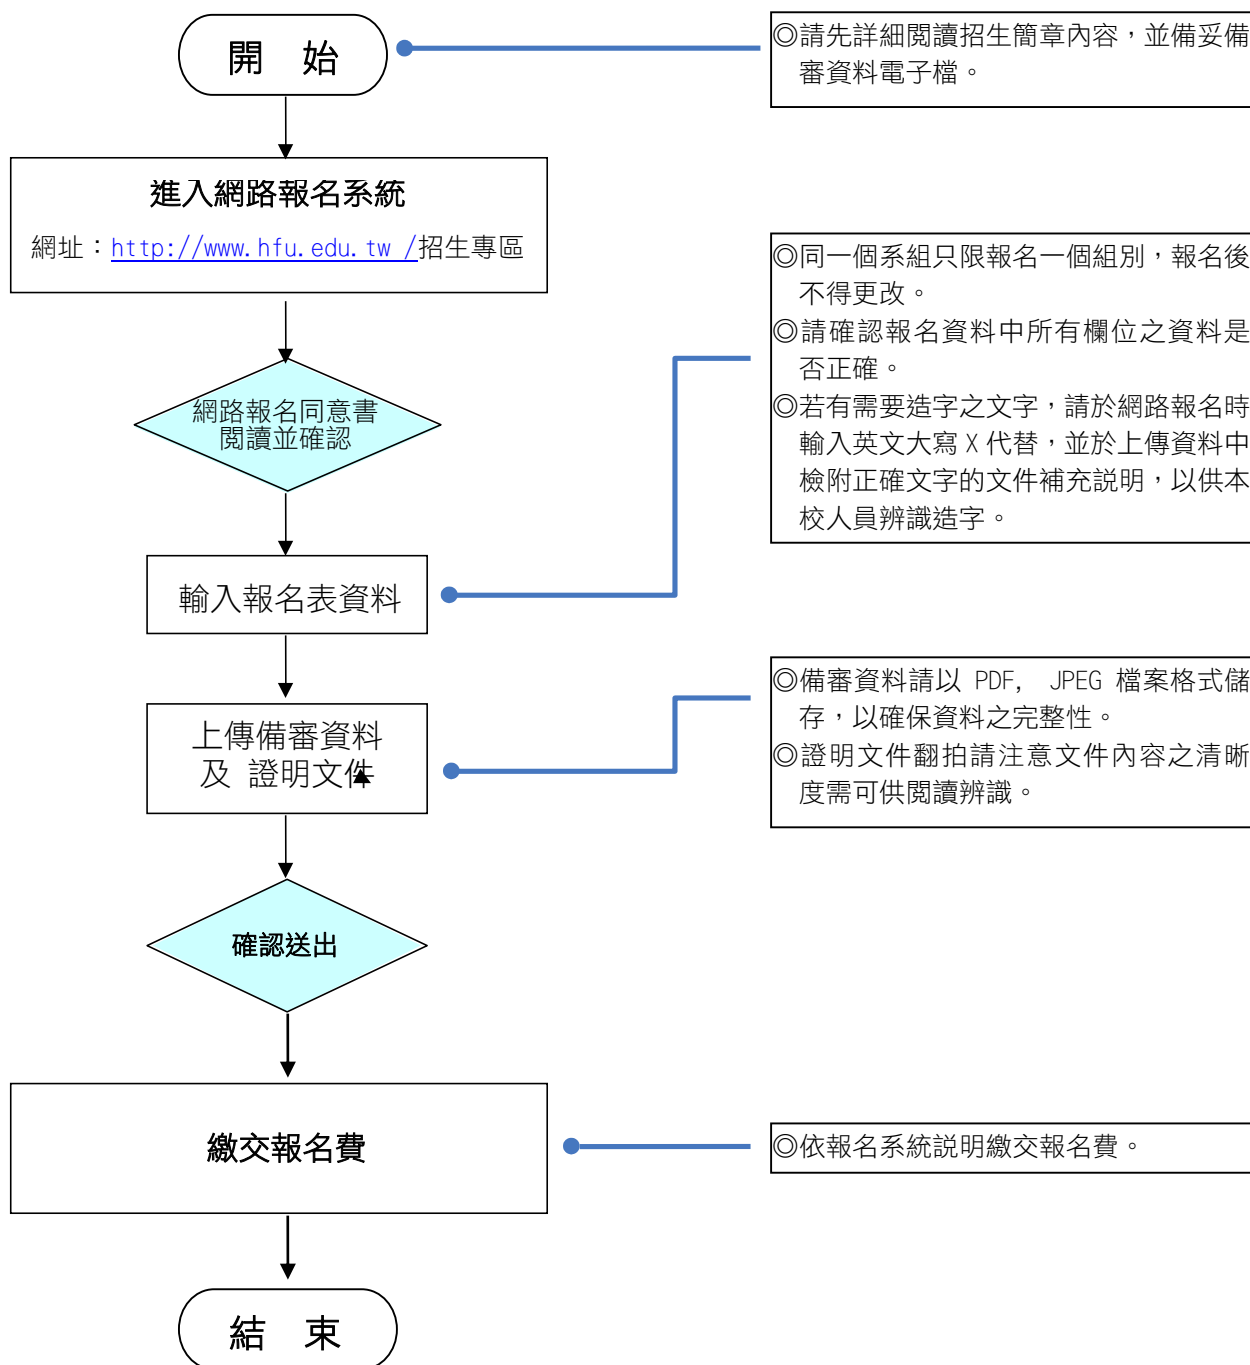 開 始
◎請先詳細閱讀招生簡章內容，並備妥備
審資料電子檔。
進入網路報名系統
網址：http://www.hfu.edu.tw /招生專區
網路報名同意書
閱讀並確認
◎同一個系組只限報名一個組別，報名後
不得更改。
◎請確認報名資料中所有欄位之資料是
否正確。
◎若有需要造字之文字，請於網路報名時
輸入英文大寫 X 代替，並於上傳資料中
檢附正確文字的文件補充說明，以供本
校人員辨識造字。
輸入報名表資料
上傳備審資料
及 證明文件
◎備審資料請以 PDF, JPEG 檔案格式儲
存，以確保資料之完整性。
◎證明文件翻拍請注意文件內容之清晰
度需可供閱讀辨識。
確認送出
繳交報名費
◎依報名系統說明繳交報名費。
結 束